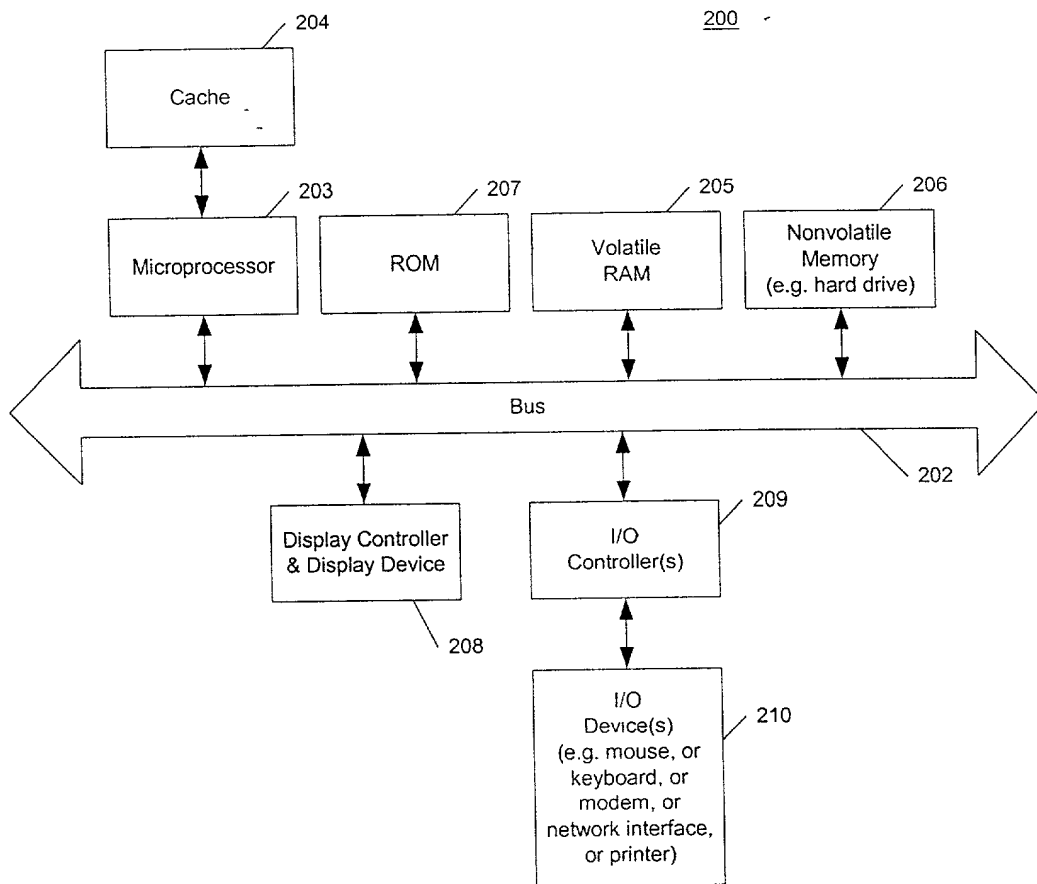 200
204
Cache
203
Microprocessor
207
ROM
205
Volatile
RAM
206
Nonvolatile
Memory
(e.g. hard drive)
Bus
202
Display Controller
& Display Device
208
209
I/O
Controller(s)
I/O
Device(s)
(e.g. mouse, or
keyboard, or
modem, or
network interface,
or printer)
210